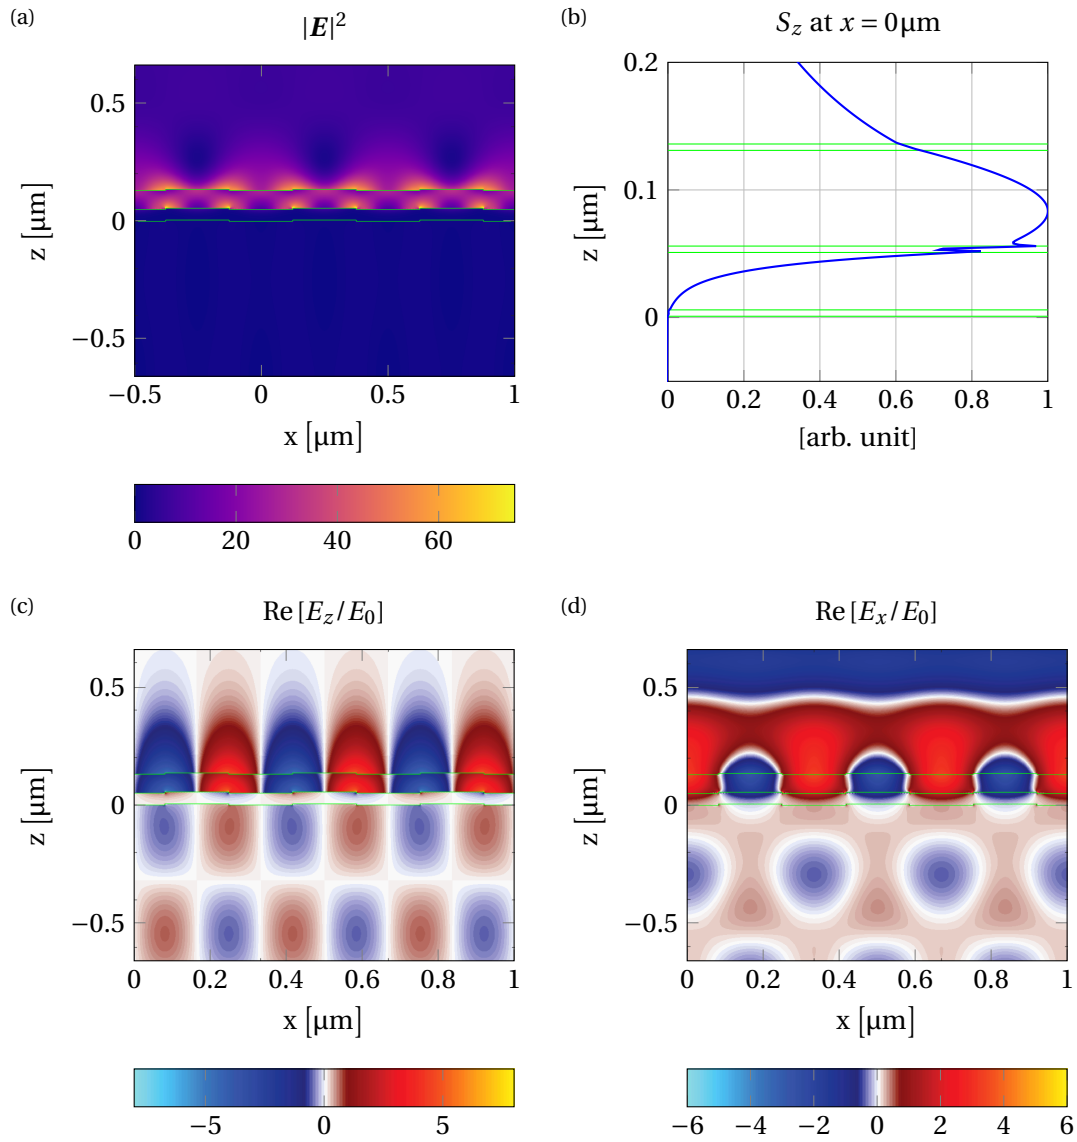 (a)
|E|²
0.5
0
−0.5
z [μm]
−0.5 0 0.5 1
x [μm]
0 20 40 60
(b)
S_z at x = 0μm
0.2
0.1
0
z [μm]
0 0.2 0.4 0.6 0.8 1
[arb. unit]
(c)
Re [E_z/E_0]
0.5
0
−0.5
z [μm]
0 0.2 0.4 0.6 0.8 1
x [μm]
−5 0 5
(d)
Re [E_x/E_0]
0.5
0
−0.5
z [μm]
0 0.2 0.4 0.6 0.8 1
x [μm]
−6 −4 −2 0 2 4 6